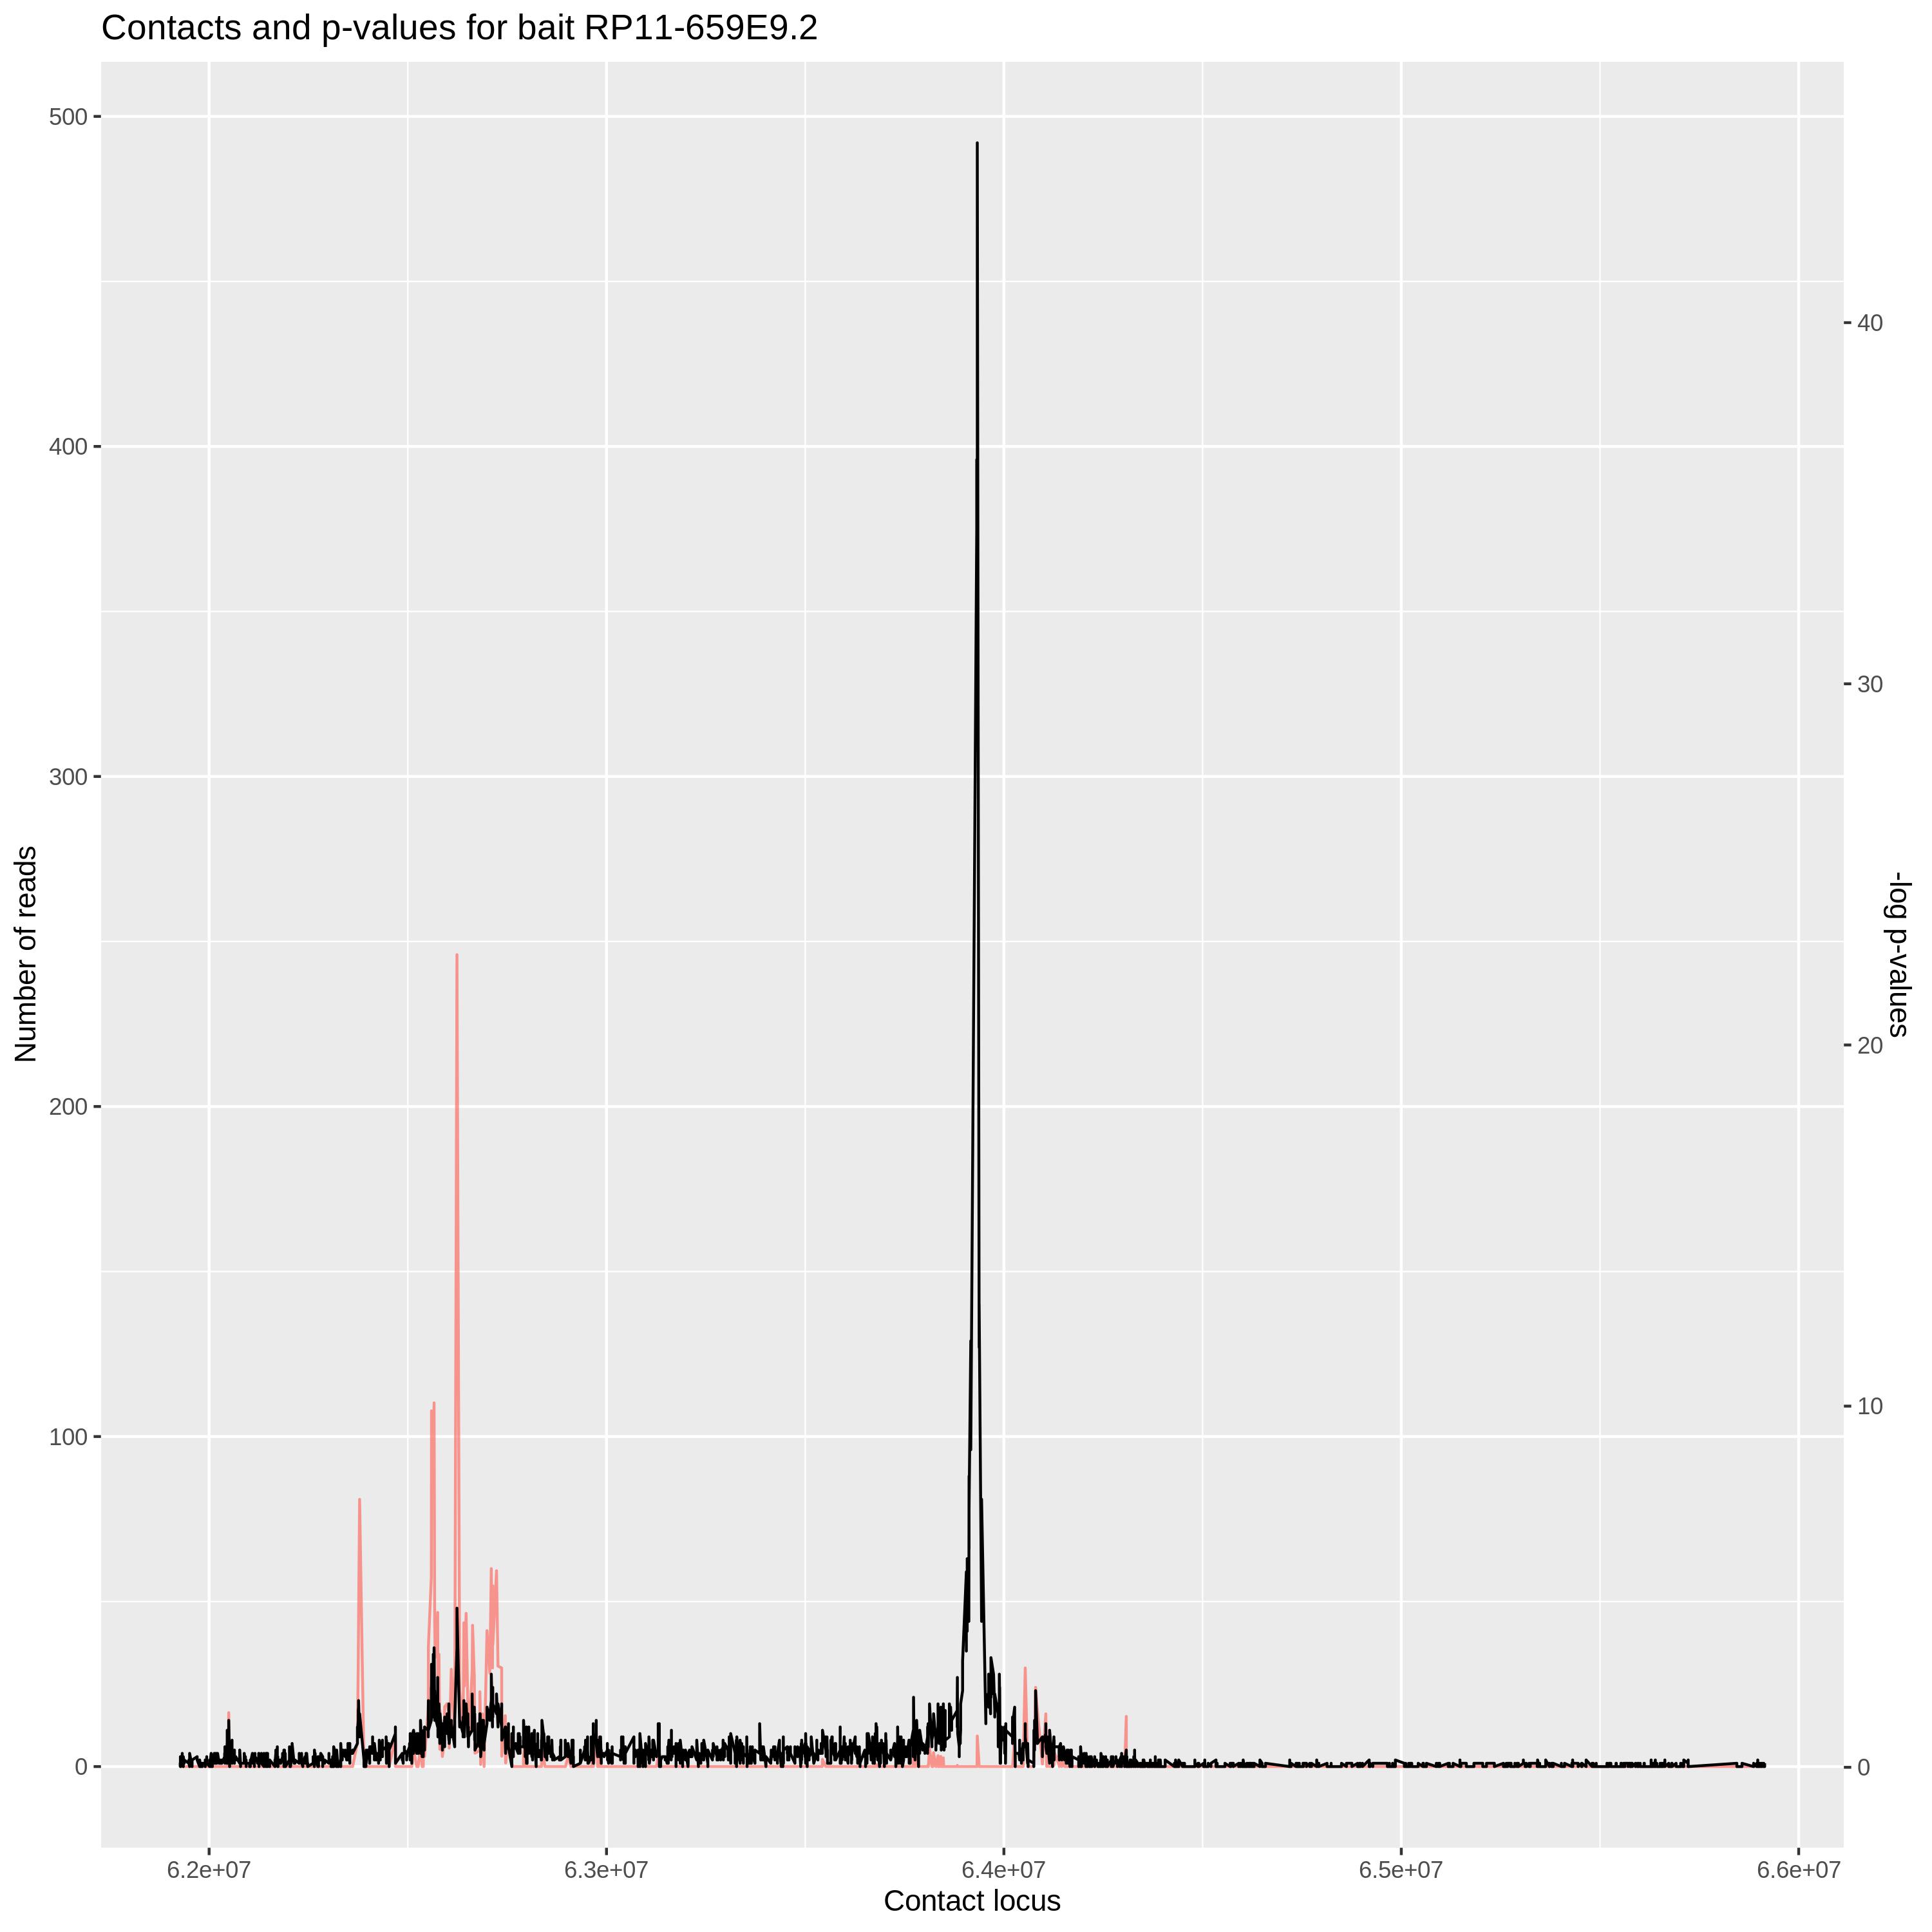 Contacts and p-values for bait RP11-659E9.2
500
400
300
200
100
0
Number of reads
40
30
20
10
0
-log p-values
6.2e+07
6.3e+07
6.4e+07
6.5e+07
6.6e+07
Contact locus